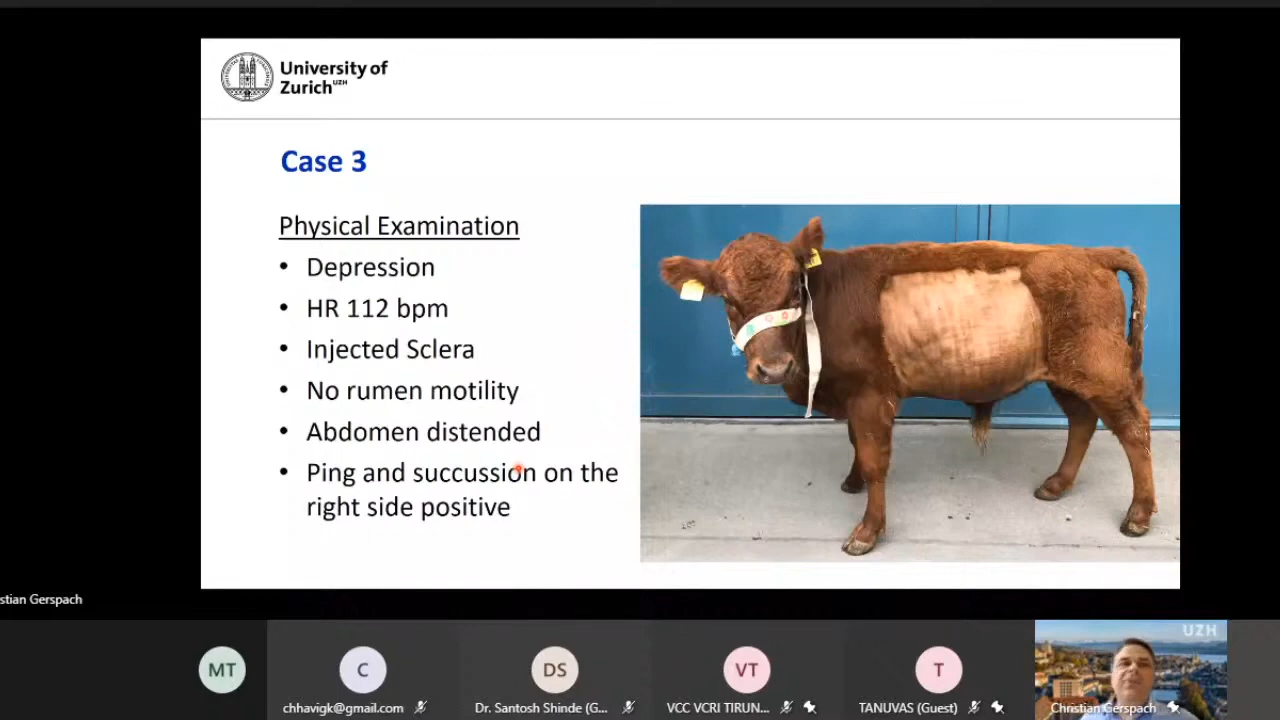 University of
Zurich UZH
Case 3
Physical Examination
• Depression
• HR 112 bpm
• Injected Sclera
• No rumen motility
• Abdomen distended
• Ping and succussion on the
right side positive
stian Gerspach
MT
C
DS
VT
T
UZH
chhavigk@gmail.com
Dr. Santosh Shinde (G...
VCC VCRI TIRUN...
TANUVAS (Guest)
Christian Gerspach